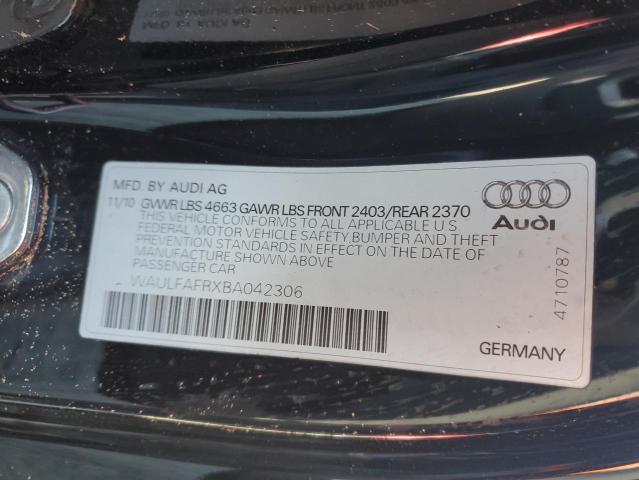 MFD. BY AUDI AG
11/10 GVWR LBS 4663 GAWR LBS FRONT 2403/REAR 2370
THIS VEHICLE CONFORMS TO ALL APPLICABLE U S
FEDERAL MOTOR VEHICLE SAFETY BUMPER AND THEFT
PREVENTION STANDARDS IN EFFECT ON THE DATE OF
MANUFACTURE SHOWN ABOVE
PASSENGER CAR
WAULFAFRXBA042306
Audi
4710787
GERMANY